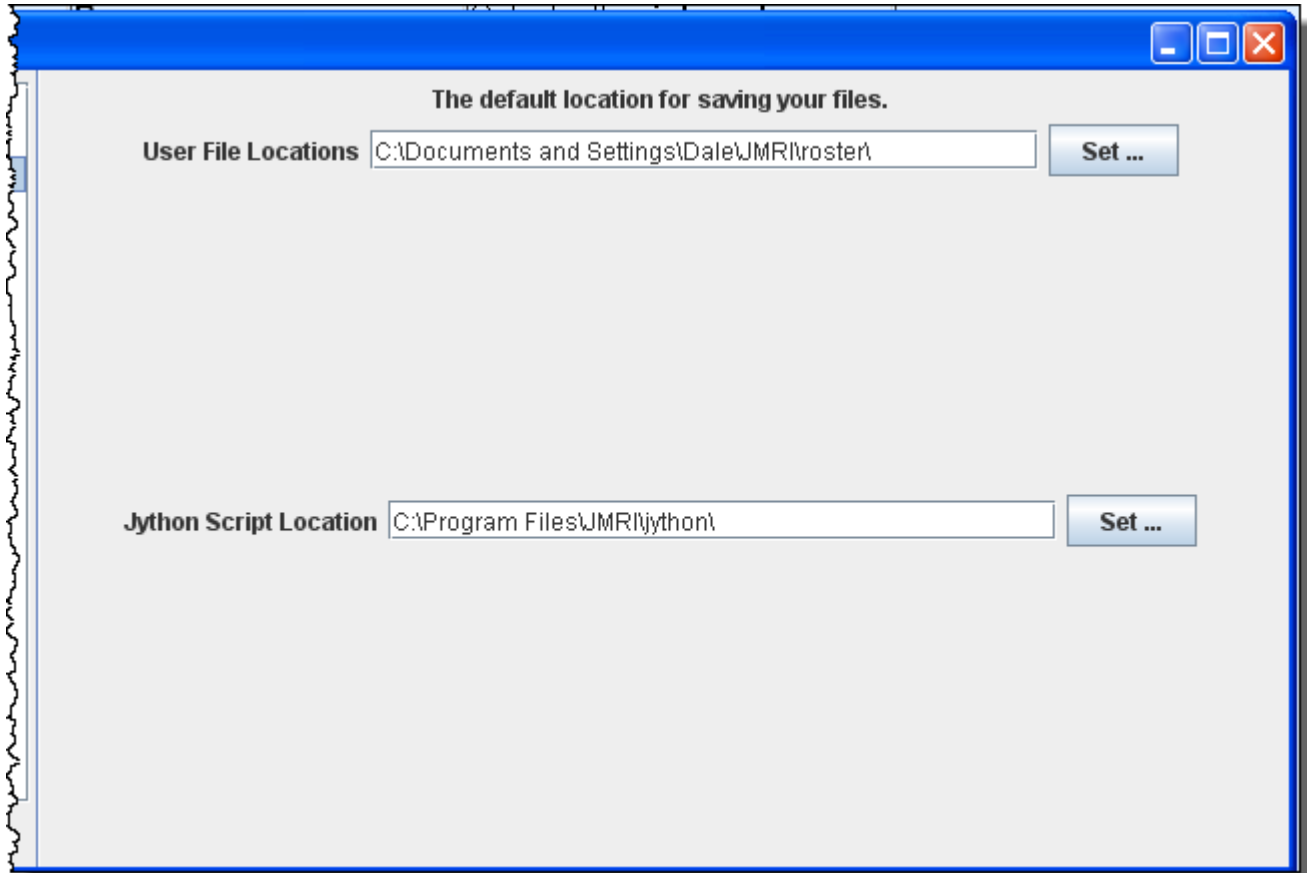 The default location for saving your files.
User File Locations C:\Documents and Settings\Dale\JMRI\roster\ Set ...
Jython Script Location C:\Program Files\JMRI\jython\ Set ...